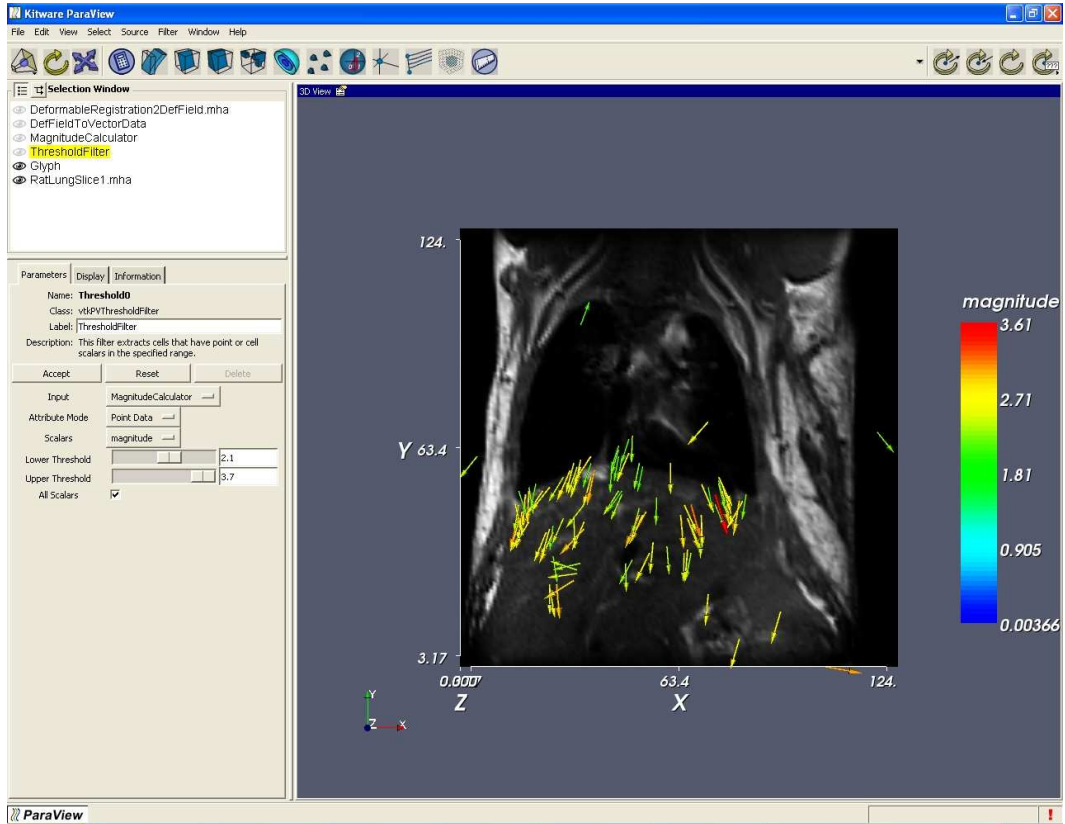 Kitware ParaView
File Edit View Select Source Filter Window Help
Selection Window
DeformableRegistration2DefField.mha
DefFieldToVectorData
MagnitudeCalculator
ThresholdFilter
Glyph
RatLungSlice1.mha
Parameters Display Information
Name: Threshold0
Class: vtkPVThresholdFilter
Label: ThresholdFilter
Description: This filter extracts cells that have point or cell
scalars in the specified range.
Accept Reset Delete
Input MagnitudeCalculator
Attribute Mode Point Data
Scalars magnitude
Lower Threshold 2.1
Upper Threshold 3.7
All Scalars
3D View
124.
Y 63.4
3.17
Z
63.4
X
124.
Y
Z X
magnitude
3.61
2.71
1.81
0.905
0.00366
ParaView
!